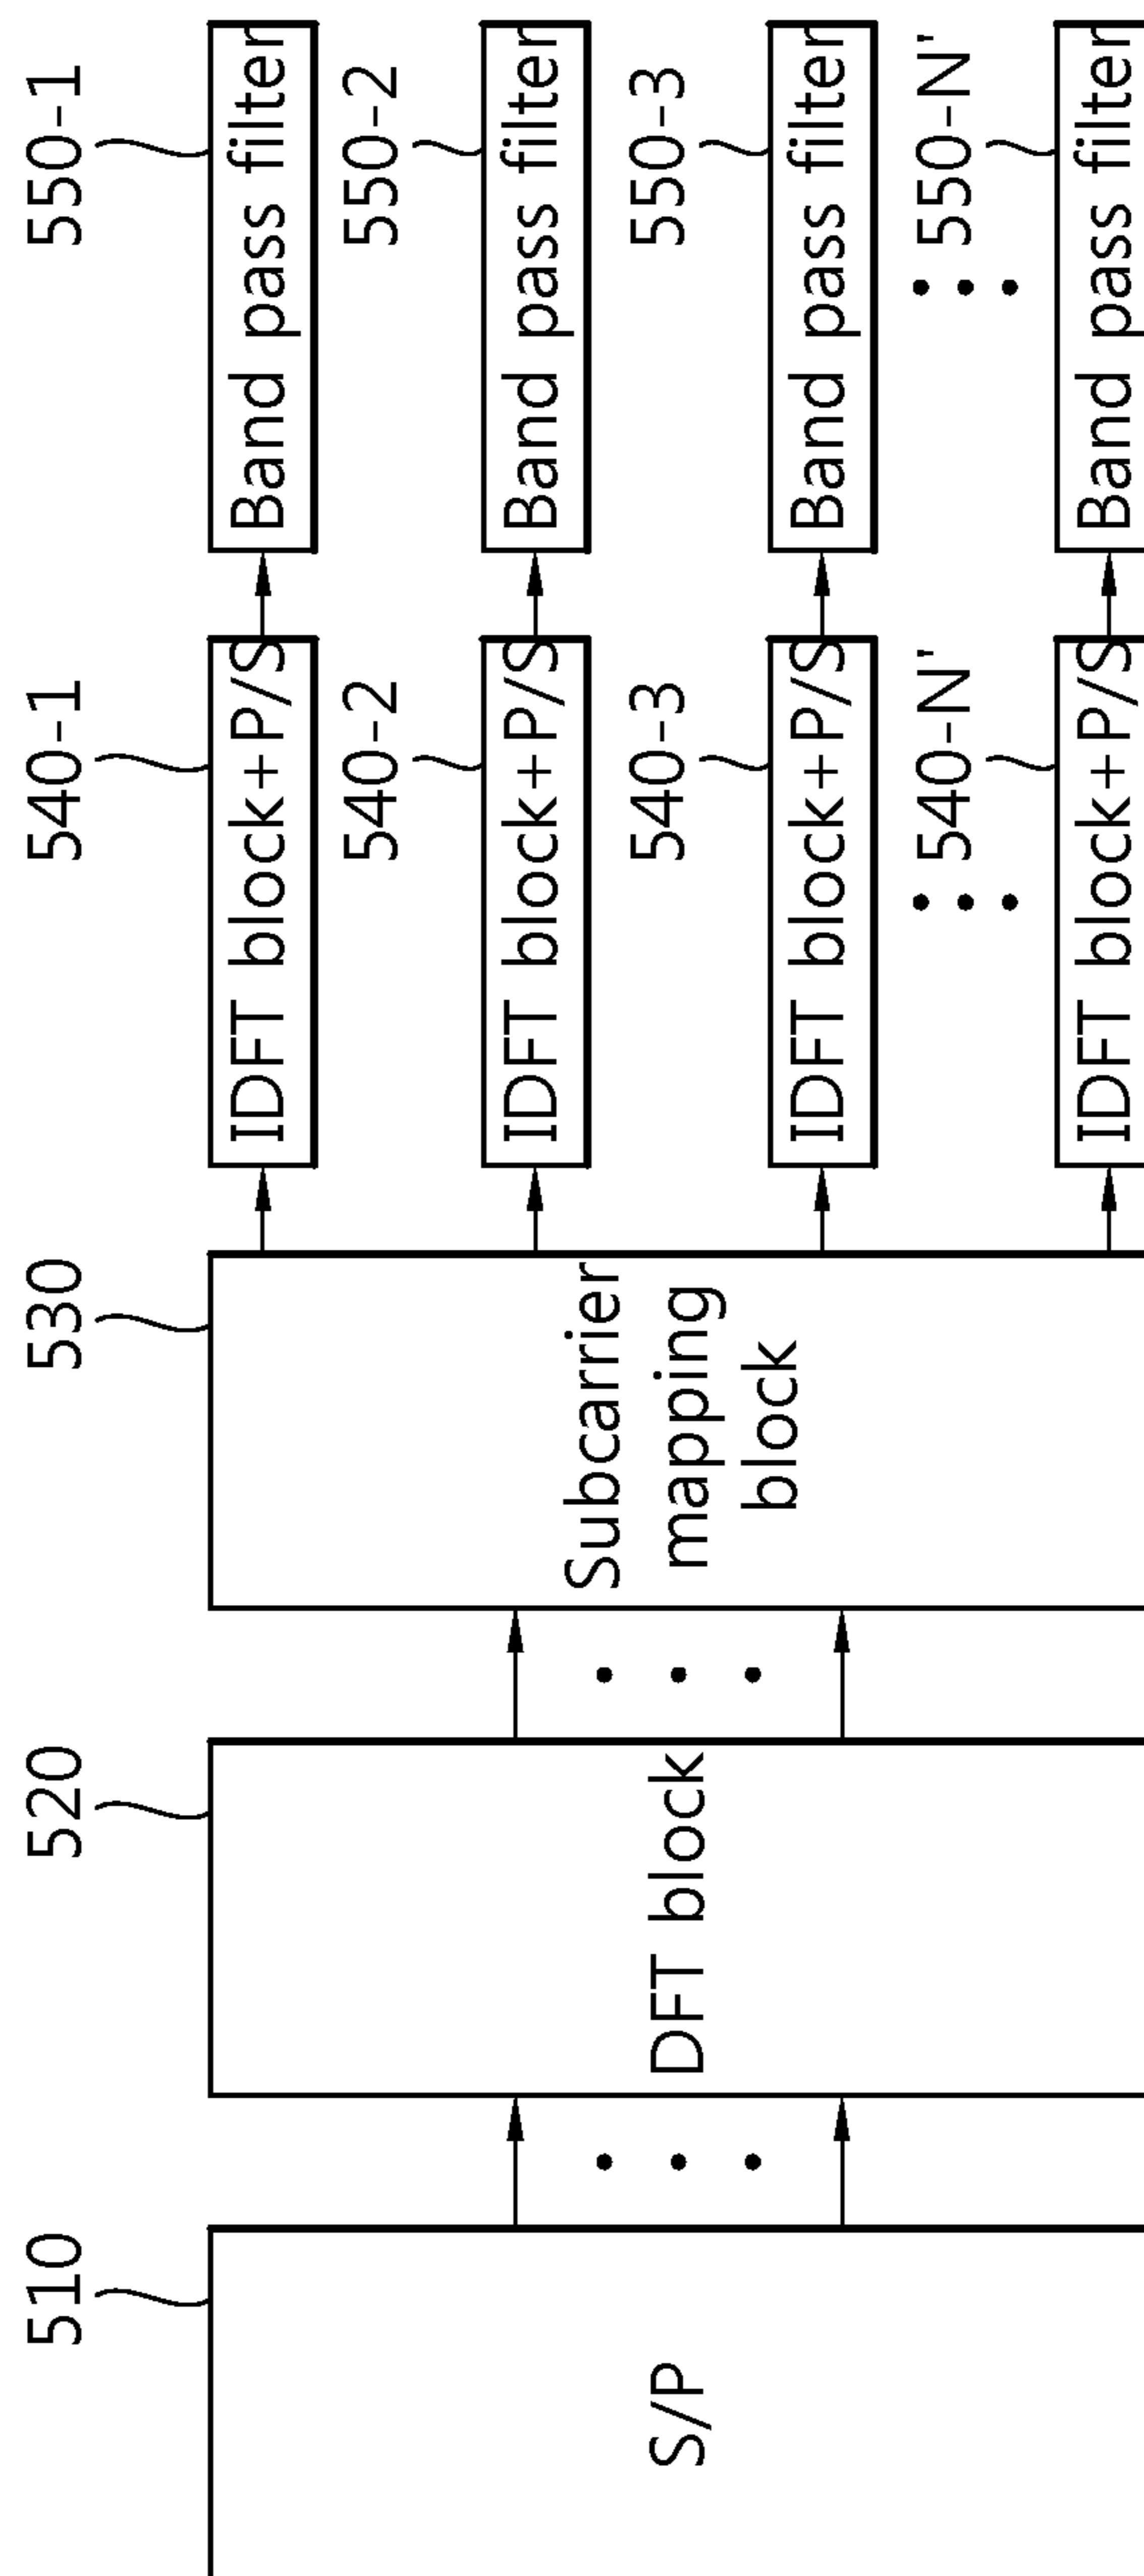 510
520
530
540-1
550-1
S/P
DFT block
Subcarrier
mapping
block
IDFT block+P/S
Band pass filter
540-2
550-2
IDFT block+P/S
Band pass filter
540-3
550-3
IDFT block+P/S
Band pass filter
540-N'
550-N'
IDFT block+P/S
Band pass filter